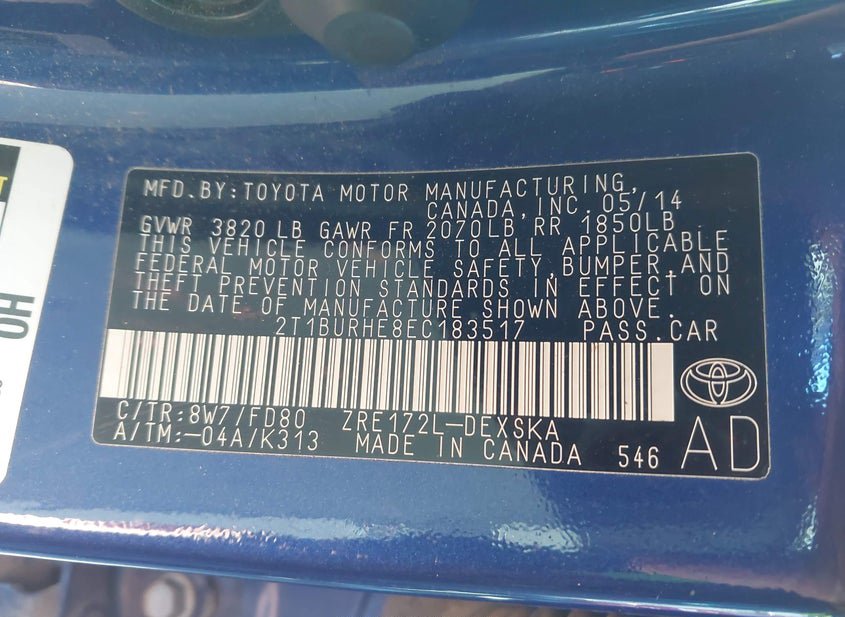 MFD.BY:TOYOTA MOTOR MANUFACTURING,
CANADA,INC. 05/14
GVWR 3820 LB GAWR FR 2070LB RR 1850LB
THIS VEHICLE CONFORMS TO ALL APPLICABLE
FEDERAL MOTOR VEHICLE SAFETY,BUMPER,AND
THEFT PREVENTION STANDARDS IN EFFECT ON
THE DATE OF MANUFACTURE SHOWN ABOVE.
2T1BURHE8EC183517 PASS.CAR
C/TR:8W7/FD80 ZRE172L-DEXSKA
A/TM:-04A/K313 MADE IN CANADA 546 AD
HO